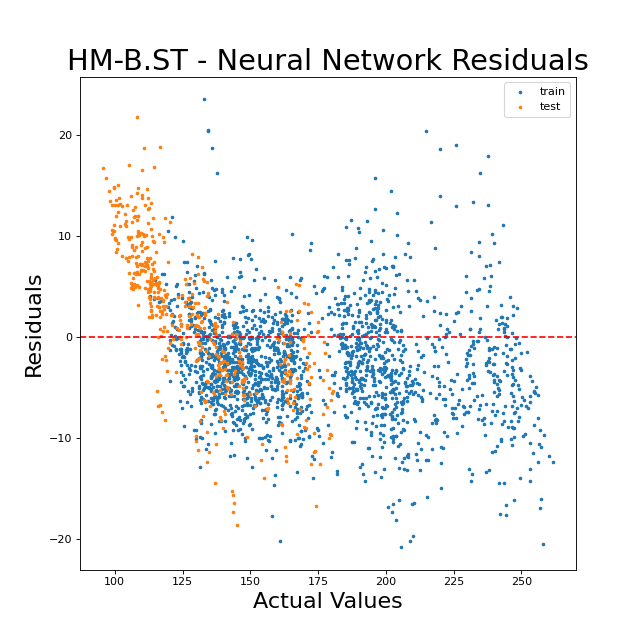 HM-B.ST - Neural Network Residuals
train
test
20
10
0
−10
−20
Residuals
100
125
150
175
200
225
250
Actual Values